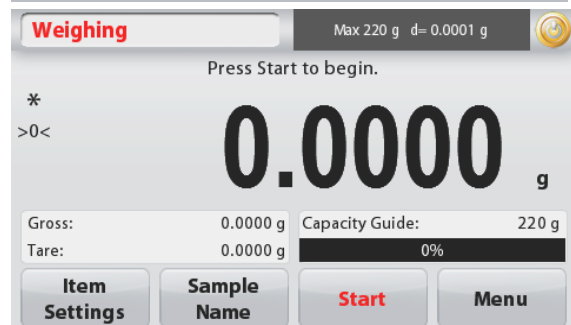 Weighing
Max 220 g d= 0.0001 g
Press Start to begin.
*
>0<
0.0000 g
Gross: 0.0000 g
Tare: 0.0000 g
Capacity Guide: 220 g
0%
Item
Settings
Sample
Name
Start
Menu